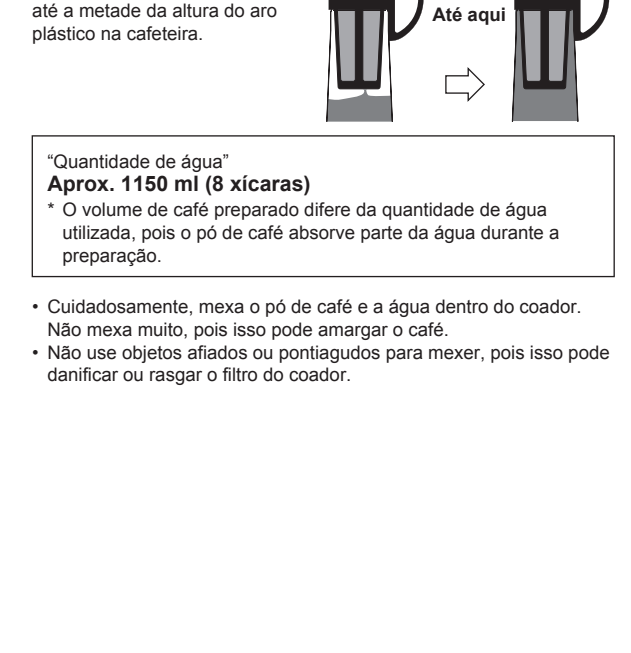 até a metade da altura do aro
plástico na cafeteira.
Até aqui
“Quantidade de água”
Aprox. 1150 ml (8 xícaras)
* O volume de café preparado difere da quantidade de água
utilizada, pois o pó de café absorve parte da água durante a
preparação.
• Cuidadosamente, mexa o pó de café e a água dentro do coador.
Não mexa muito, pois isso pode amargar o café.
• Não use objetos afiados ou pontiagudos para mexer, pois isso pode
danificar ou rasgar o filtro do coador.